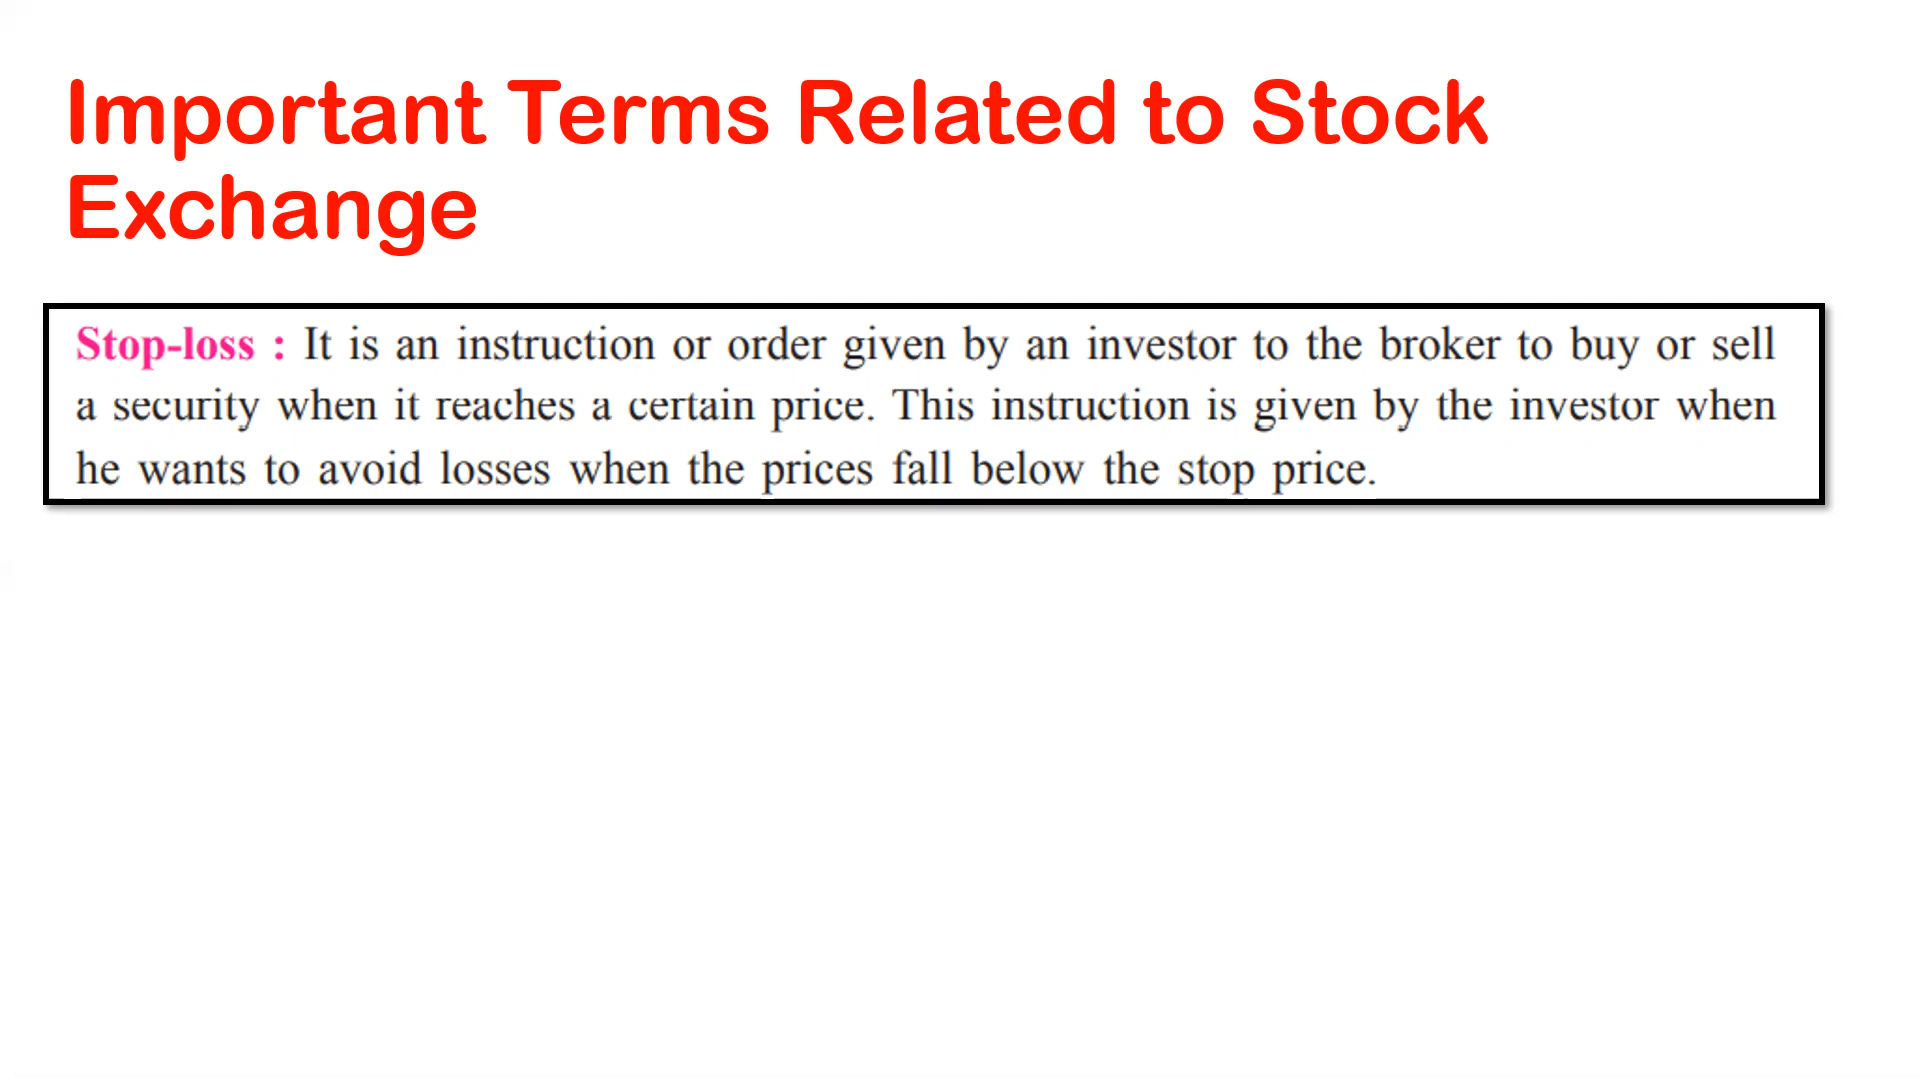 Important Terms Related to Stock
Exchange
Stop-loss : It is an instruction or order given by an investor to the broker to buy or sell
a security when it reaches a certain price. This instruction is given by the investor when
he wants to avoid losses when the prices fall below the stop price.